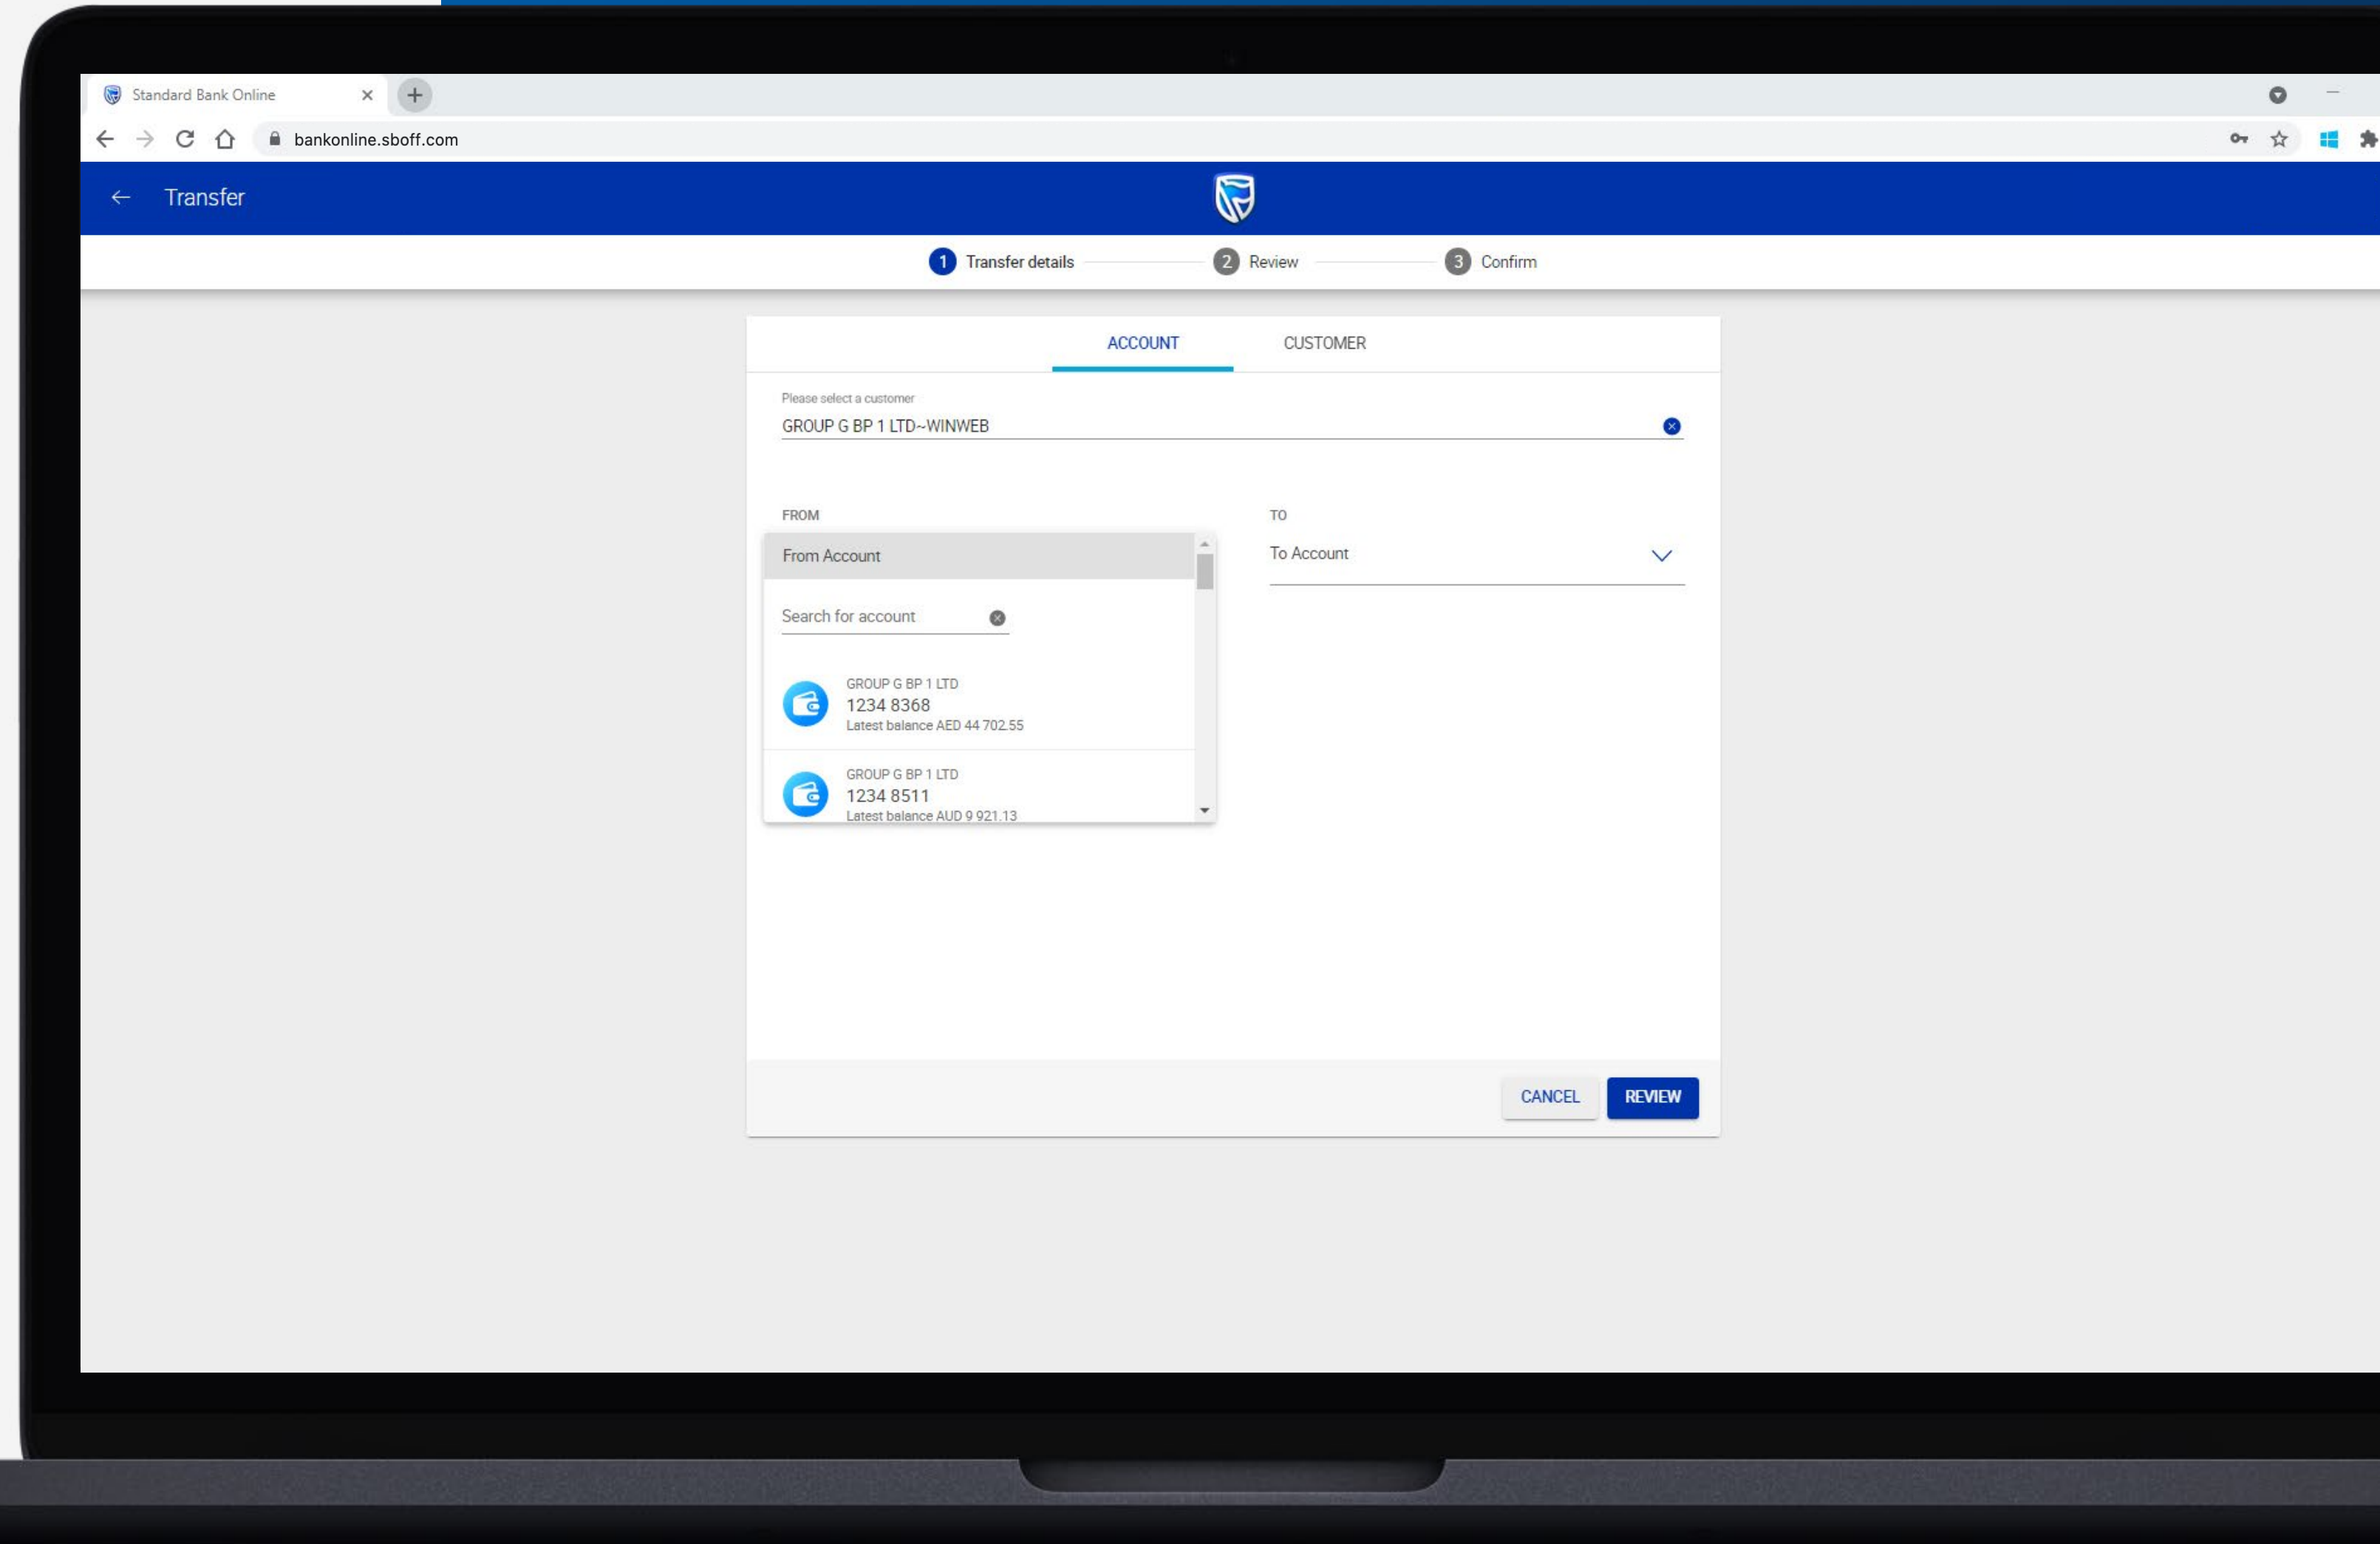 Standard Bank Online
bankonline.sboff.com
Transfer
1 Transfer details 2 Review 3 Confirm
ACCOUNT CUSTOMER
Please select a customer
GROUP G BP 1 LTD~WINWEB
FROM
From Account
Search for account
GROUP G BP 1 LTD
1234 8368
Latest balance AED 44 702.55
GROUP G BP 1 LTD
1234 8511
Latest balance AUD 9 921.13
TO
To Account
CANCEL REVIEW